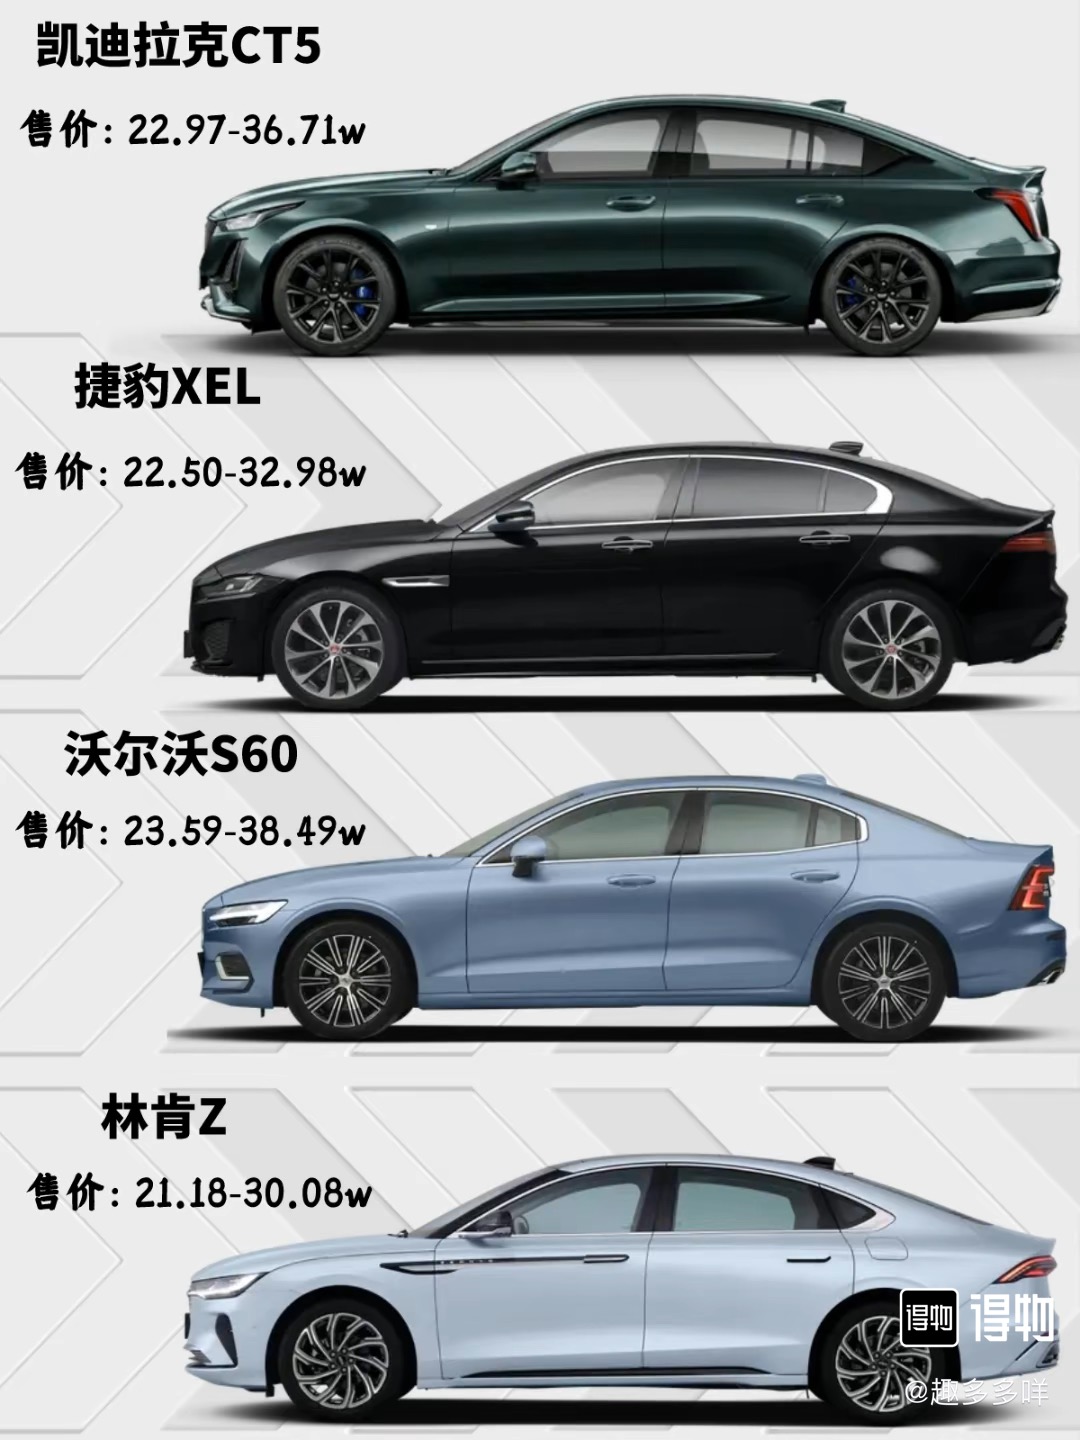 凯迪拉克CT5
售价: 22.97-36.71w
捷豹XEL
售价: 22.50-32.98w
沃尔沃S60
售价: 23.59-38.49w
林肯Z
售价: 21.18-30.08w
得物 得物
@趣多多咩